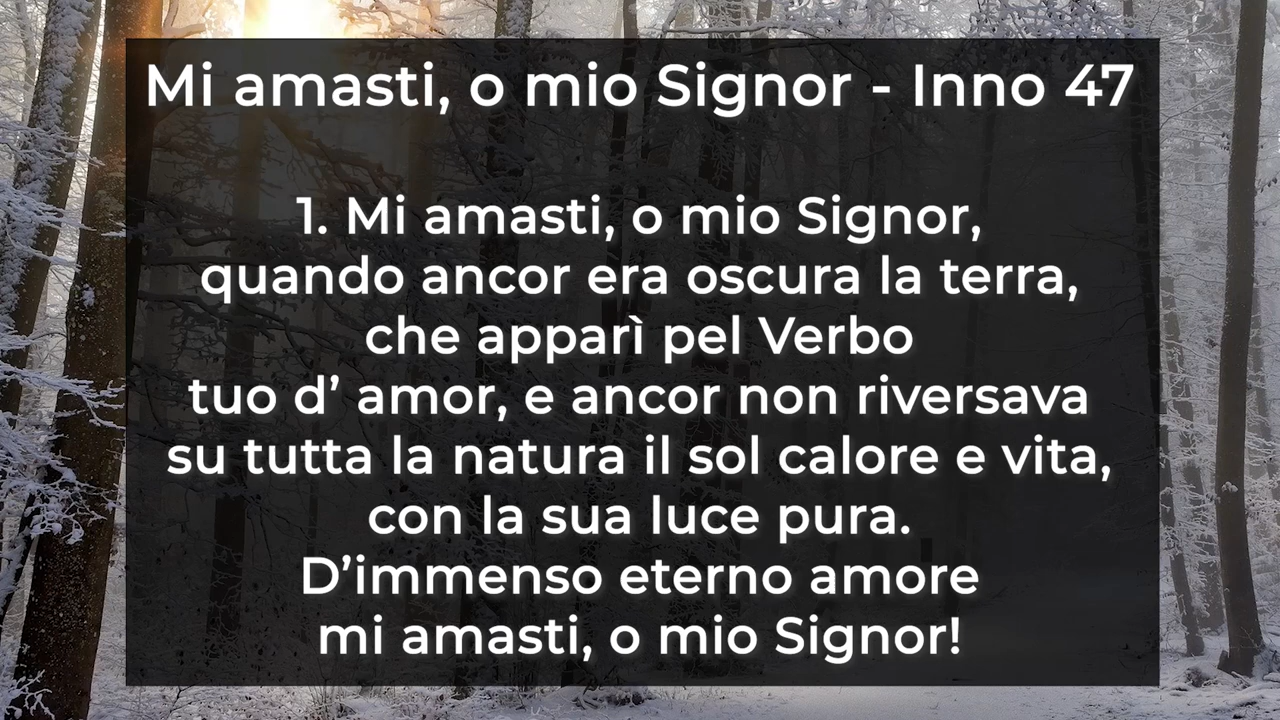 Mi amasti, o mio Signor - Inno 47
1. Mi amasti, o mio Signor,
quando ancor era oscura la terra,
che apparì pel Verbo
tuo d’ amor, e ancor non riversava
su tutta la natura il sol calore e vita,
con la sua luce pura.
D’immenso eterno amore
mi amasti, o mio Signor!